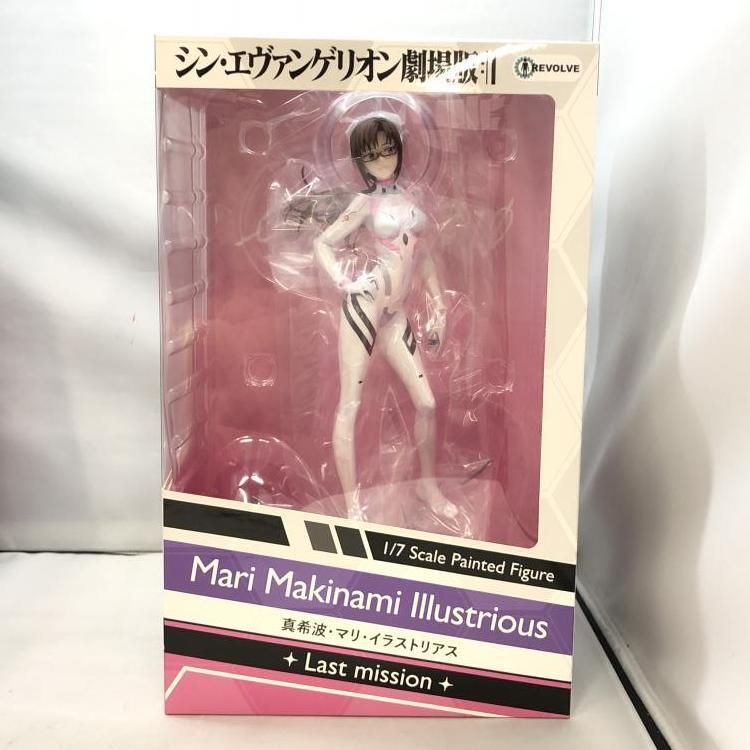 シン・エヴァンゲリオン劇場版𝄇
REVOLVE
1/7 Scale Painted Figure
Mari Makinami Illustrious
真希波・マリ・イラストリアス
Last mission